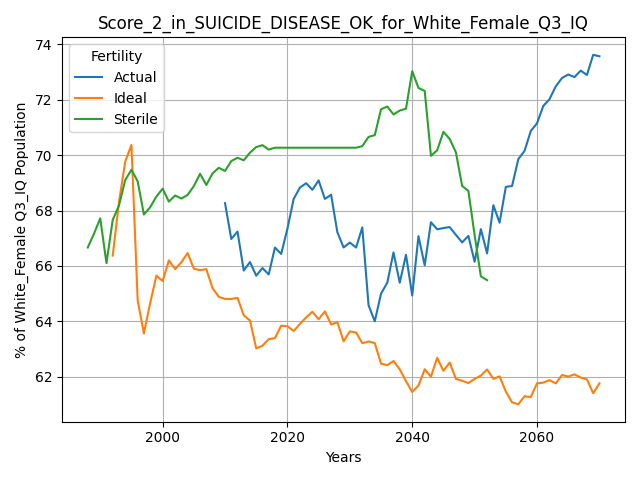 Score_2_in_SUICIDE_DISEASE_OK_for_White_Female_Q3_IQ
% of White_Female Q3_IQ Population
74
72
70
68
66
64
62
Fertility
Actual
Ideal
Sterile
2000
2020
2040
2060
Years